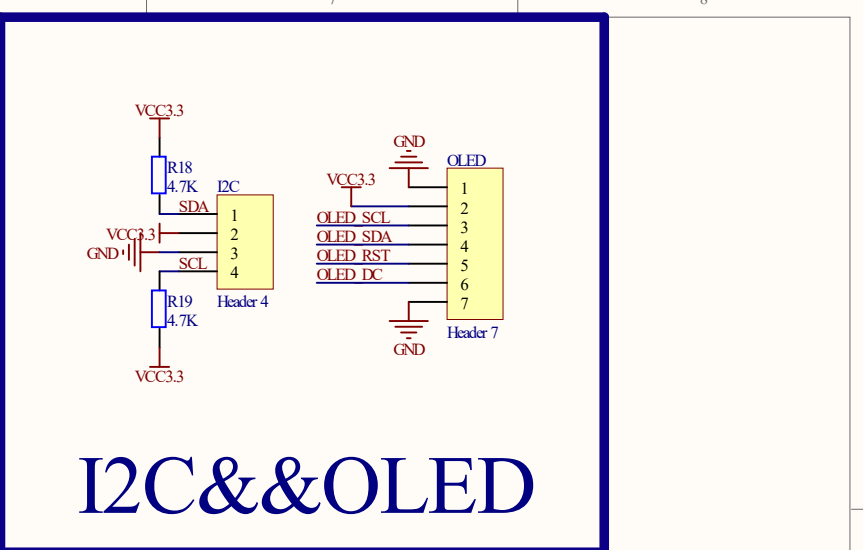 VCC3.3
R18
4.7K
I2C
SDA
1
VCC3.3
2
GND
3
SCL
4
R19
4.7K
Header 4
VCC3.3
GND
OLED
VCC3.3
1
2
OLED_SCL
3
OLED_SDA
4
OLED_RST
5
OLED_DC
6
7
Header 7
GND
I2C&&OLED